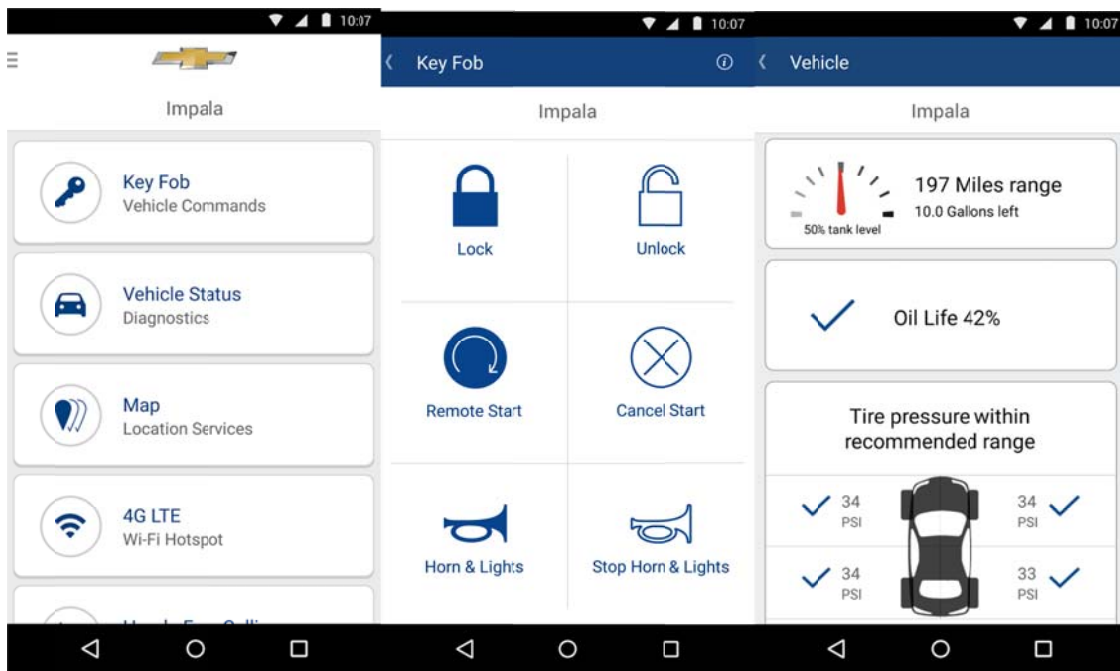 10:07
Impala
Key Fob
Vehicle Commands
Vehicle Status
Diagnostics
Map
Location Services
4G LTE
Wi-Fi Hotspot
10:07
Key Fob
Impala
Lock
Unlock
Remote Start
Cancel Start
Horn & Lights
Stop Horn & Lights
10:07
Vehicle
Impala
197 Miles range
10.0 Gallons left
50% tank level
Oil Life 42%
Tire pressure within
recommended range
34
PSI
34
PSI
34
PSI
33
PSI